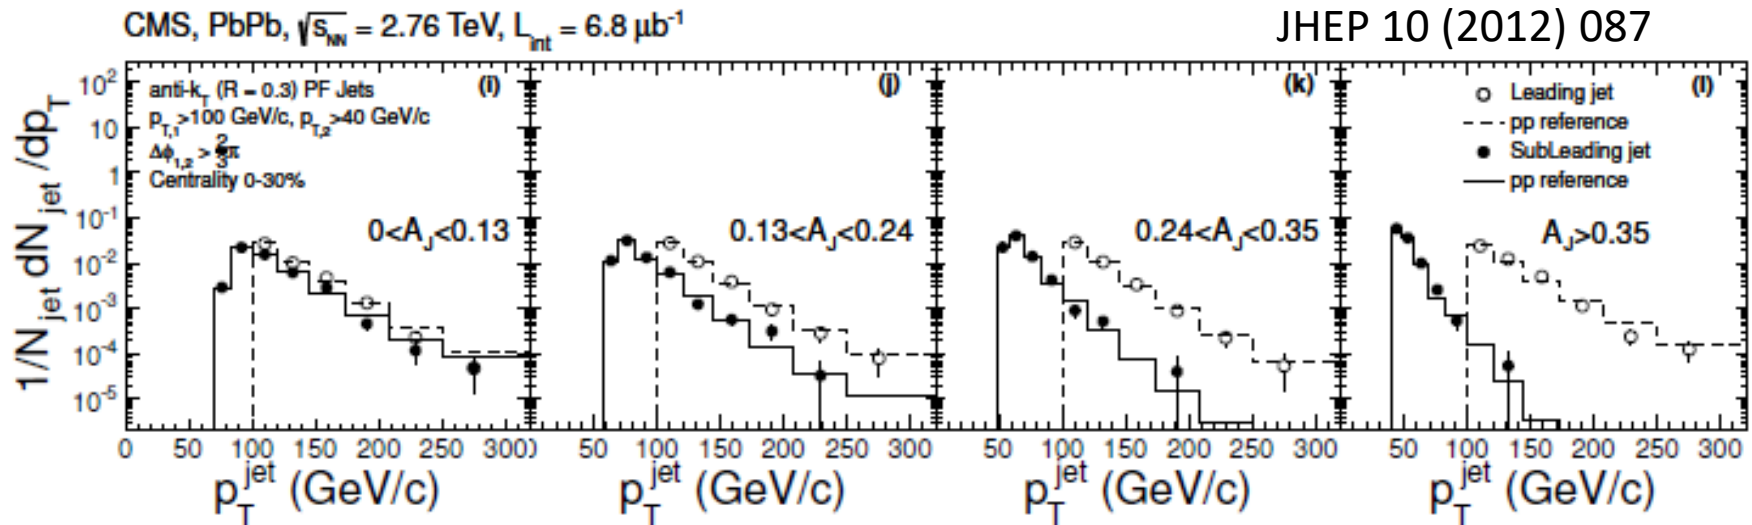 CMS, PbPb, √s_NN = 2.76 TeV, L_int = 6.8 μb⁻¹
JHEP 10 (2012) 087
1/N_jet dN_jet /dp_T
10² 10 1 10⁻¹ 10⁻² 10⁻³ 10⁻⁴ 10⁻⁵
(i)
anti-k_T (R = 0.3) PF Jets
p_T,1>100 GeV/c, p_T,2>40 GeV/c
Δφ_1,2 > 2/3π
Centrality 0-30%
0<A_J<0.13
(j)
0.13<A_J<0.24
(k)
0.24<A_J<0.35
(l)
Leading jet
pp reference
SubLeading jet
pp reference
A_J>0.35
0 50 100 150 200 250 300
50 100 150 200 250 300
50 100 150 200 250 300
50 100 150 200 250 300
p_T^jet (GeV/c)
p_T^jet (GeV/c)
p_T^jet (GeV/c)
p_T^jet (GeV/c)